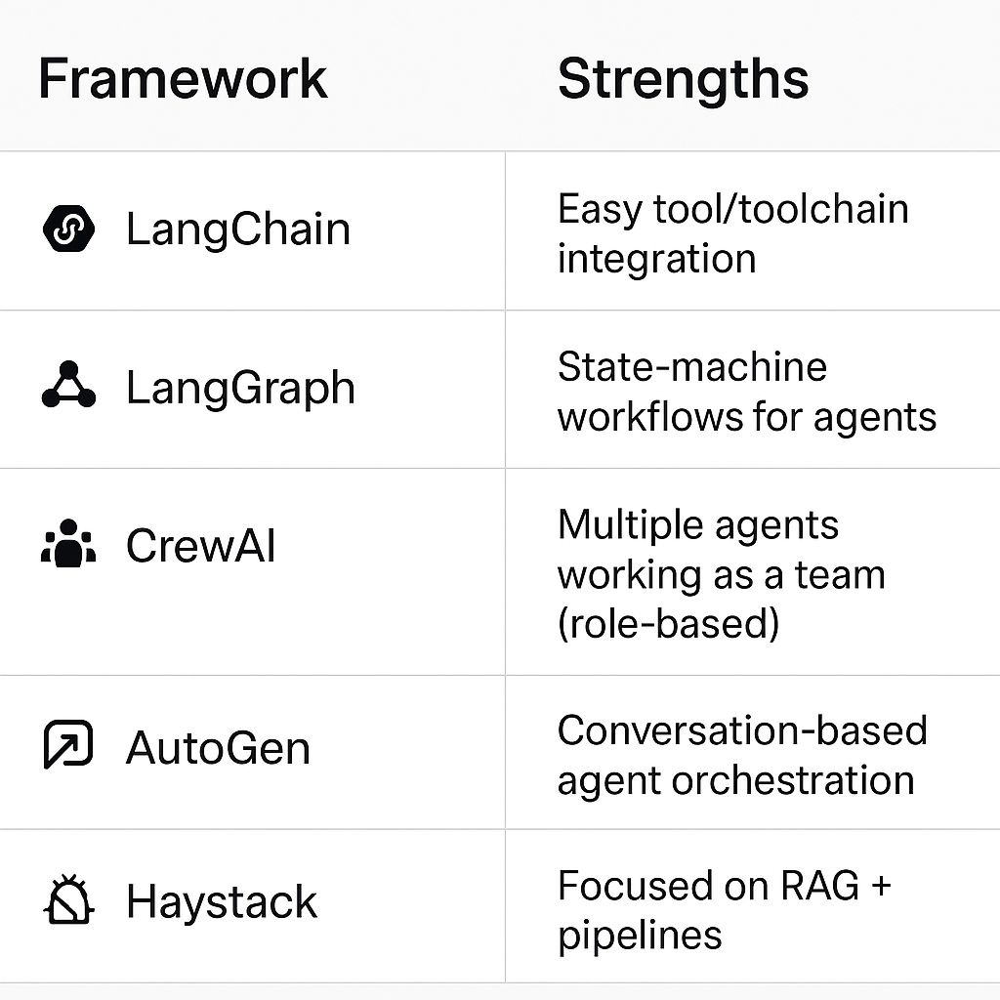 Framework
Strengths
LangChain
Easy tool/toolchain
integration
LangGraph
State-machine
workflows for agents
CrewAI
Multiple agents
working as a team
(role-based)
AutoGen
Conversation-based
agent orchestration
Haystack
Focused on RAG +
pipelines